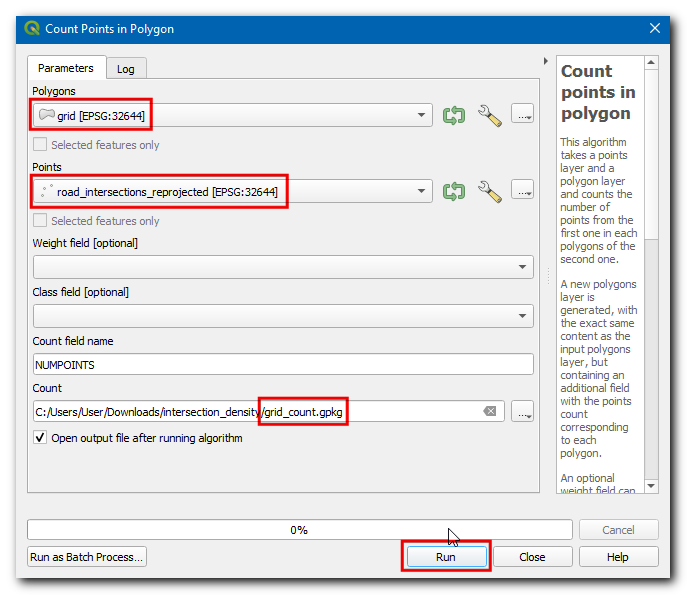 Count Points in Polygon
Parameters
Log
Polygons
grid [EPSG:32644]
...
Selected features only
Points
road_intersections_reprojected [EPSG:32644]
...
Selected features only
Weight field [optional]
Class field [optional]
Count field name
NUMPOINTS
Count
C:/Users/User/Downloads/intersection_density/grid_count.gpkg
...
Open output file after running algorithm
Count
points in
polygon
This algorithm
takes a points
layer and a
polygon layer
and counts the
number of
points from the
first one in each
polygons of the
second one.
A new polygons
layer is
generated, with
the exact same
content as the
input polygons
layer, but
containing an
additional field
with the points
count
corresponding
to each
polygon.
An optional
weight field can
0%
Cancel
Run as Batch Process...
Run
Close
Help